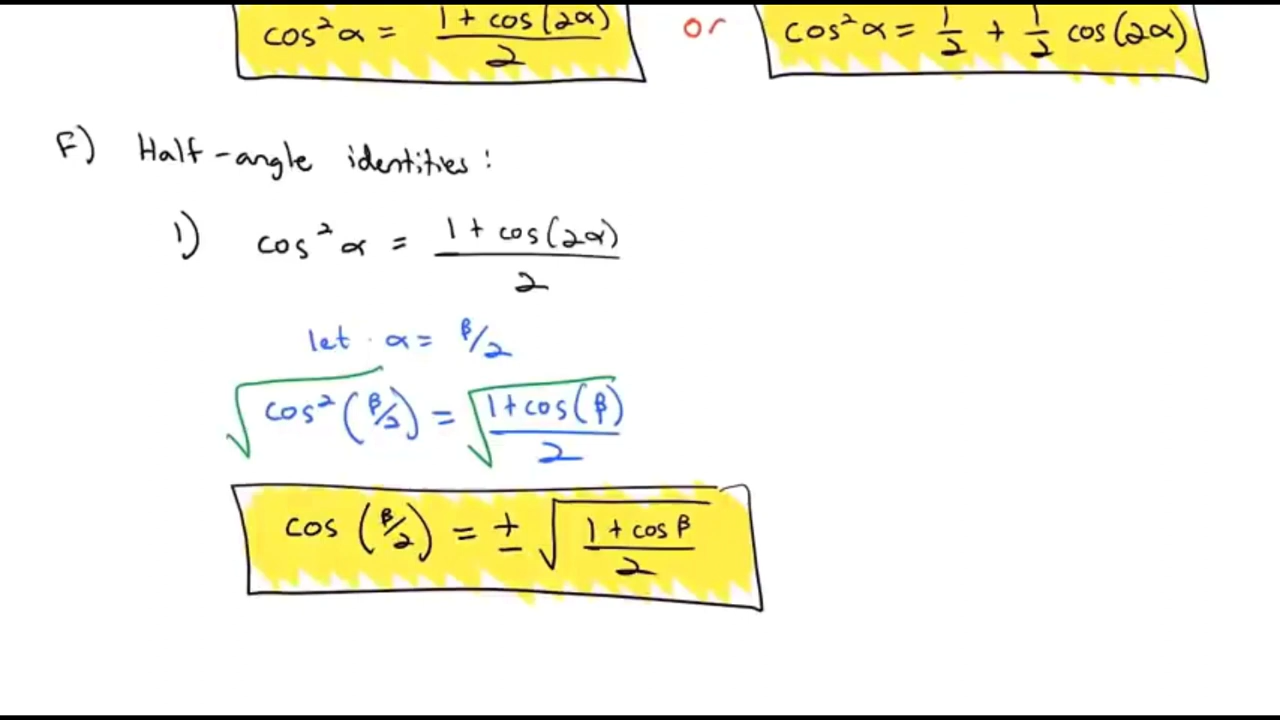 cos²α = (1 + cos(2α))/2 or cos²α = 1/2 + 1/2 cos(2α)
F) Half-angle identities:
1) cos²α = (1 + cos(2α))/2
let α = β/2
√cos²(β/2) = √(1+cos(β))/2
cos(β/2) = ± √((1 + cos β)/2)